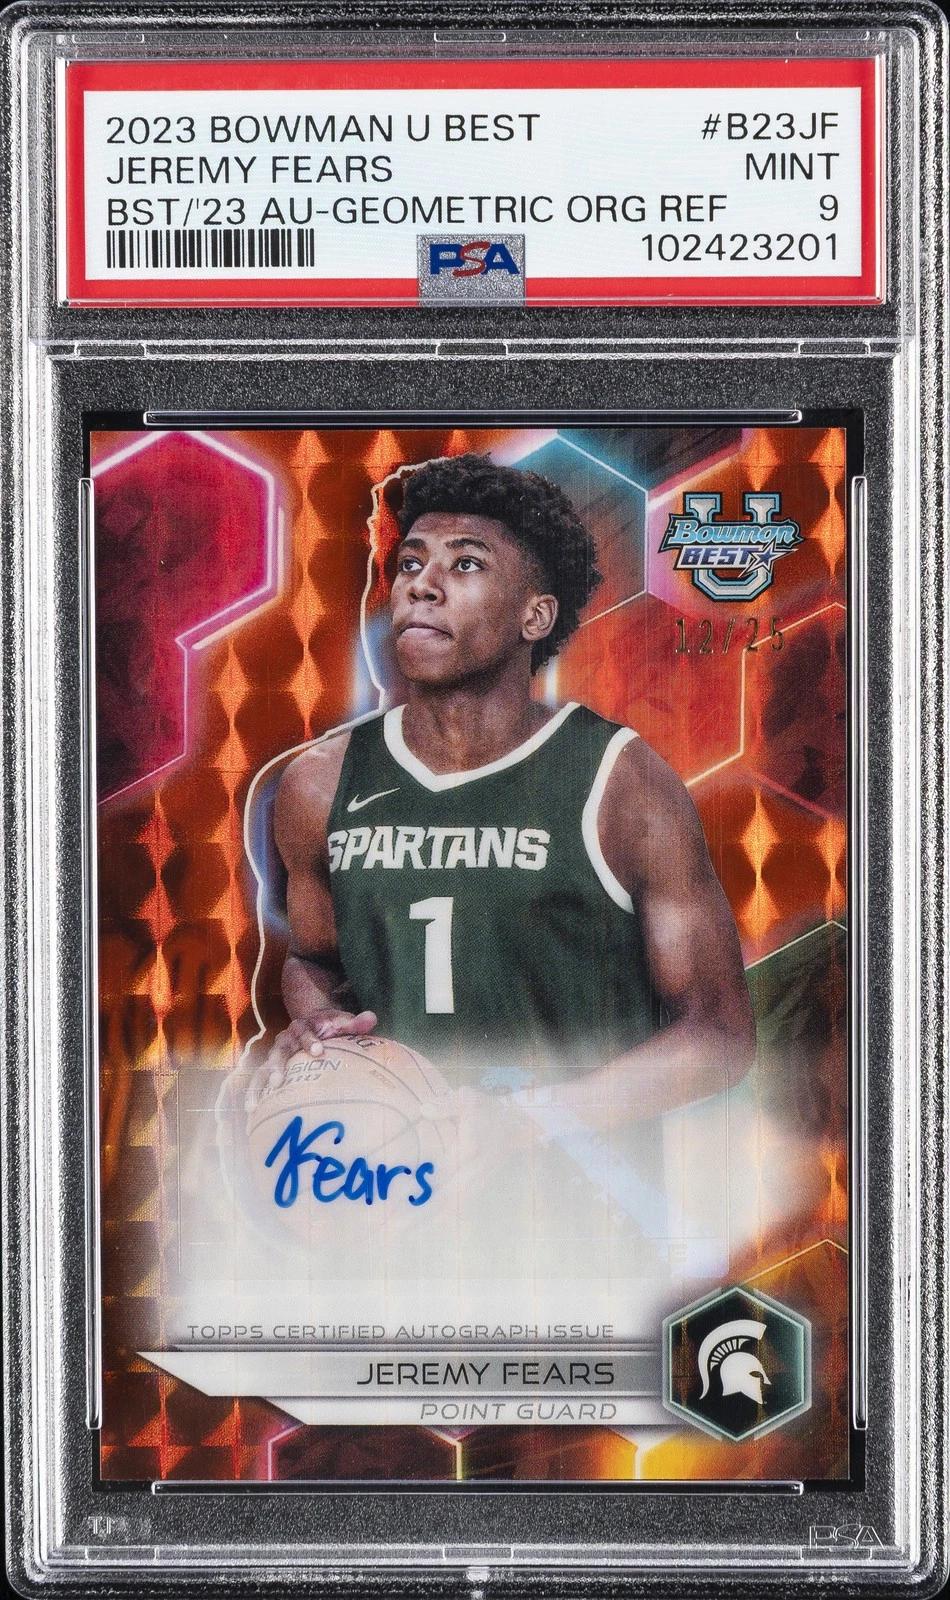 2023 BOWMAN U BEST #B23JF
JEREMY FEARS MINT
BST/'23 AU-GEOMETRIC ORG REF 9
102423201
PSA
U
Bowman
BEST
12/25
SPARTANS
1
Fears
TOPPS CERTIFIED AUTOGRAPH ISSUE
JEREMY FEARS
POINT GUARD
PSA